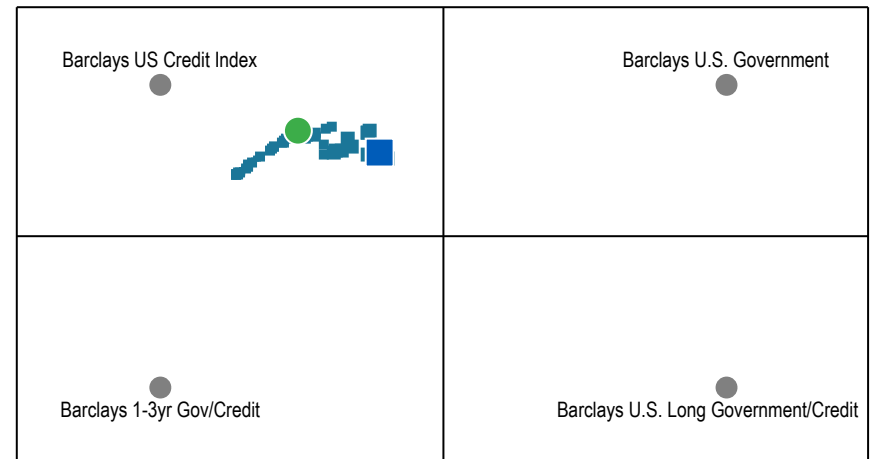 Barclays US Credit Index
Barclays U.S. Government
Barclays 1-3yr Gov/Credit
Barclays U.S. Long Government/Credit